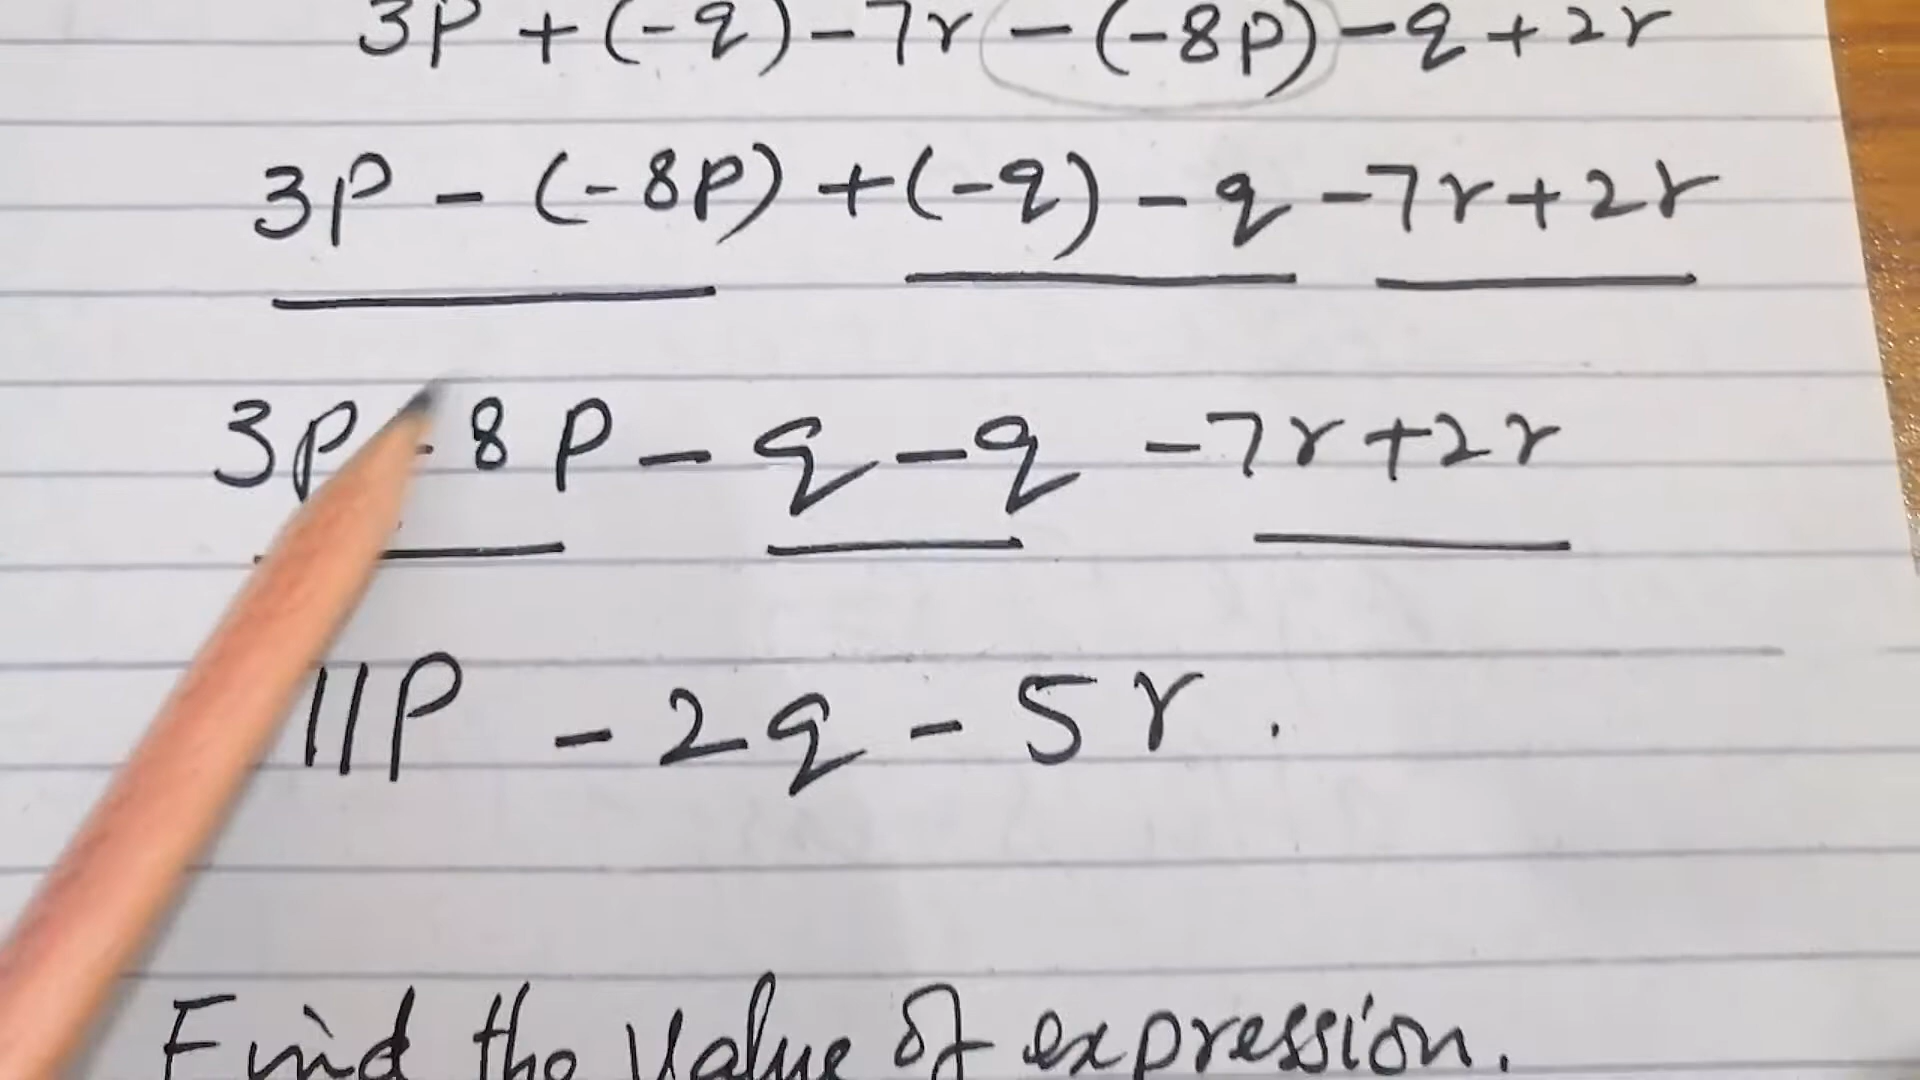 3p + (-q) - 7r - (-8p) - q + 2r
3p - (-8p) + (-q) - q - 7r + 2r
3p - 8p - q - q - 7r + 2r
11p - 2q - 5r.
Find the value of expression.